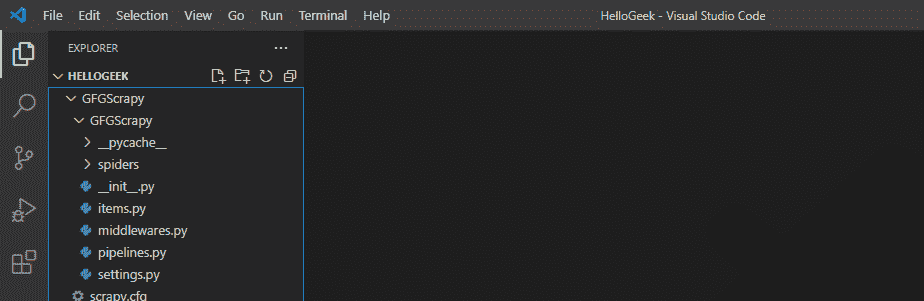 File Edit Selection View Go Run Terminal Help HelloGeek - Visual Studio Code
EXPLORER
HELLOGEEK
GFGScrapy
GFGScrapy
__pycache__
spiders
__init__.py
items.py
middlewares.py
pipelines.py
settings.py
scrapy.cfg